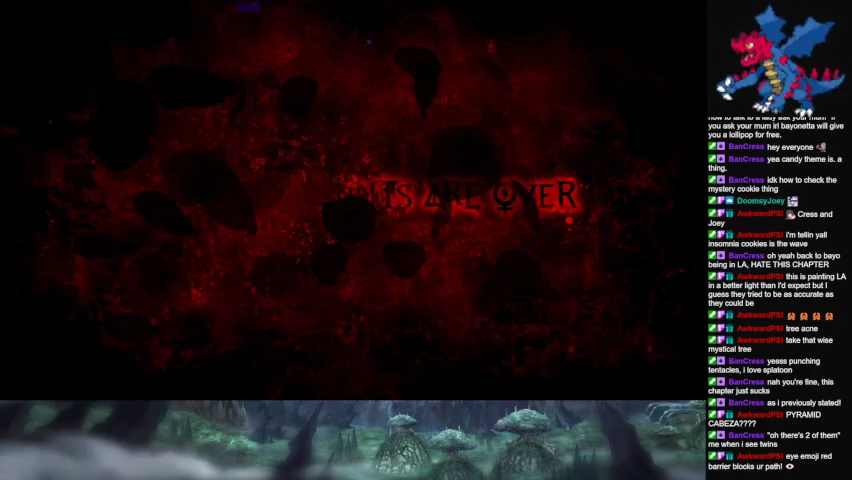 ARE OVER
you ask your mum irl bayonetta will give
you a lollipop for free.
BanCress hey everyone
BanCress yea candy theme is. a
thing.
BanCress idk how to check the
mystery cookie thing
DoomsyJoey
AwkwardPSI Cress and
Joey
AwkwardPSI i'm tellin yall
insomnia cookies is the wave
BanCress oh yeah back to bayo
being in LA, HATE THIS CHAPTER
AwkwardPSI this is painting LA
in a better light than I'd expect but I
guess they tried to be as accurate as
they could be
AwkwardPSI
AwkwardPSI tree acne
AwkwardPSI take that wise
mystical tree
BanCress yesss punching
tentacles, i love splatoon
BanCress nah you're fine, this
chapter just sucks
BanCress as i previously stated!
AwkwardPSI PYRAMID
CABEZA????
BanCress "oh there's 2 of them"
me when i see twins
AwkwardPSI eye emoji red
barrier blocks ur path!